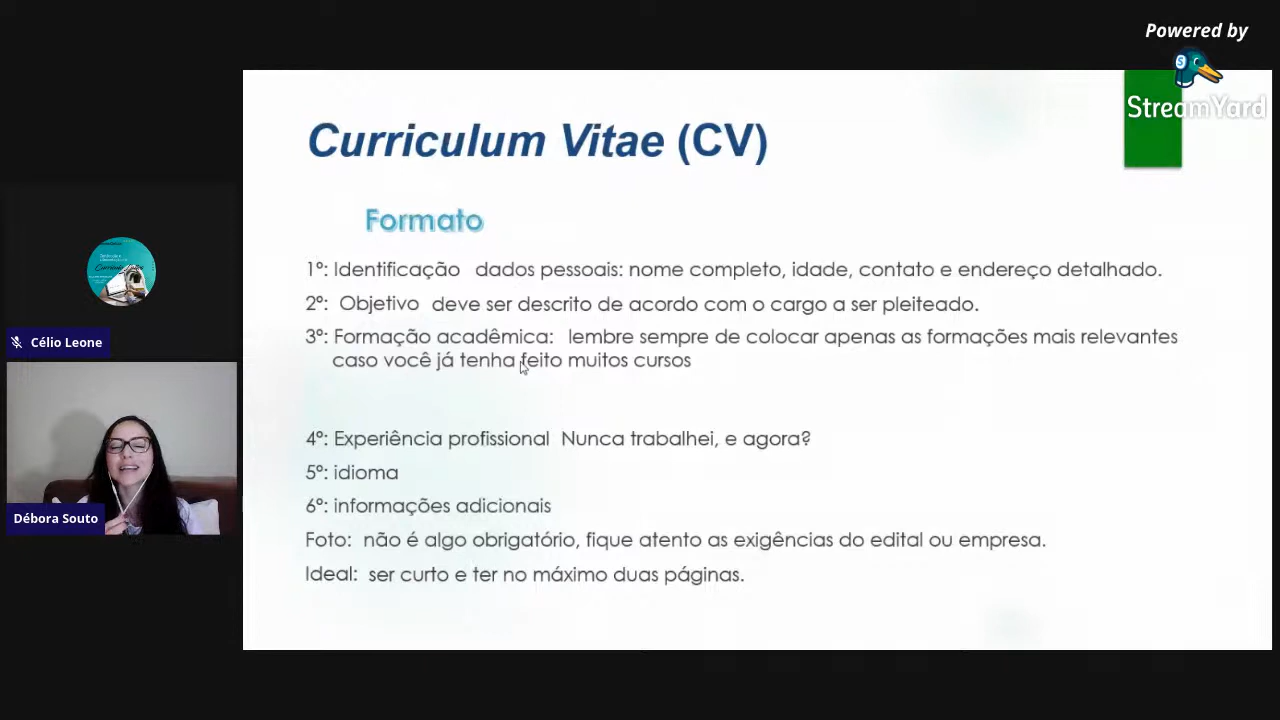 Powered by
StreamYard
Curriculum Vitae (CV)
Formato
1º: Identificação dados pessoais: nome completo, idade, contato e endereço detalhado.
2º: Objetivo deve ser descrito de acordo com o cargo a ser pleiteado.
3º: Formação acadêmica: lembre sempre de colocar apenas as formações mais relevantes
caso você já tenha feito muitos cursos
4º: Experiência profissional Nunca trabalhei, e agora?
5º: idioma
6º: informações adicionais
Foto: não é algo obrigatório, fique atento as exigências do edital ou empresa.
Ideal: ser curto e ter no máximo duas páginas.
Célio Leone
Débora Souto